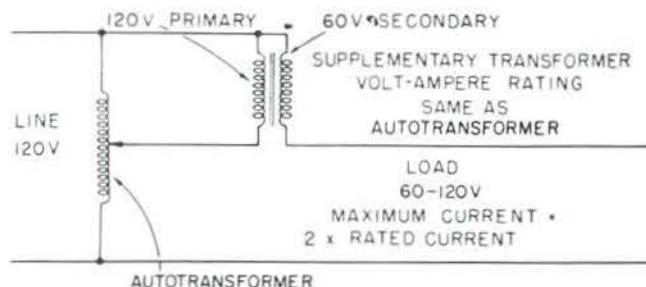 120V PRIMARY
60V SECONDARY
SUPPLEMENTARY TRANSFORMER
VOLT-AMPERE RATING
SAME AS
AUTOTRANSFORMER
LINE
120V
LOAD
60-120V
MAXIMUM CURRENT =
2 x RATED CURRENT
AUTOTRANSFORMER